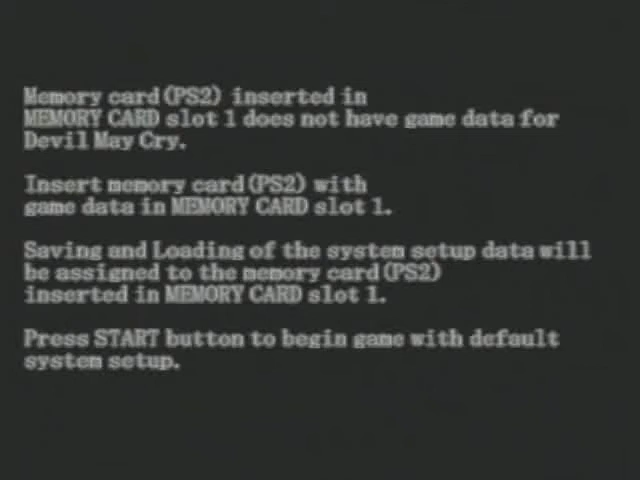 Memory card(PS2) inserted in
MEMORY CARD slot 1 does not have game data for
Devil May Cry.
Insert memory card(PS2) with
game data in MEMORY CARD slot 1.
Saving and Loading of the system setup data will
be assigned to the memory card(PS2)
inserted in MEMORY CARD slot 1.
Press START button to begin game with default
system setup.